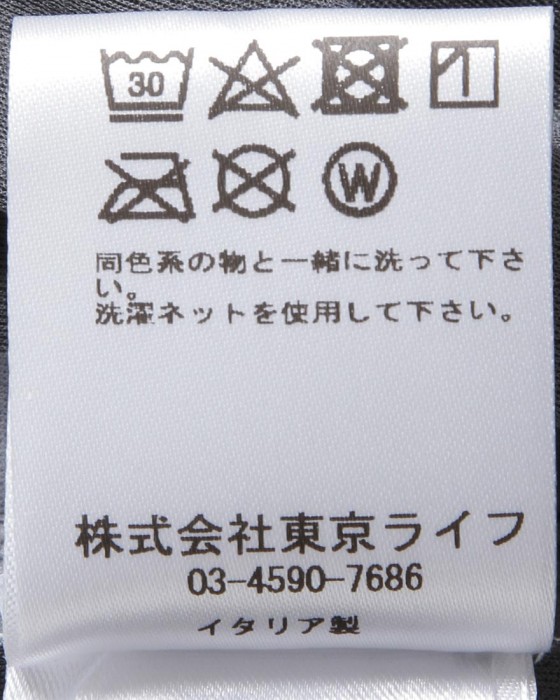 30
W
同色系の物と一緒に洗って下さ
い。
洗濯ネットを使用して下さい。
株式会社東京ライフ
03-4590-7686
イタリア製